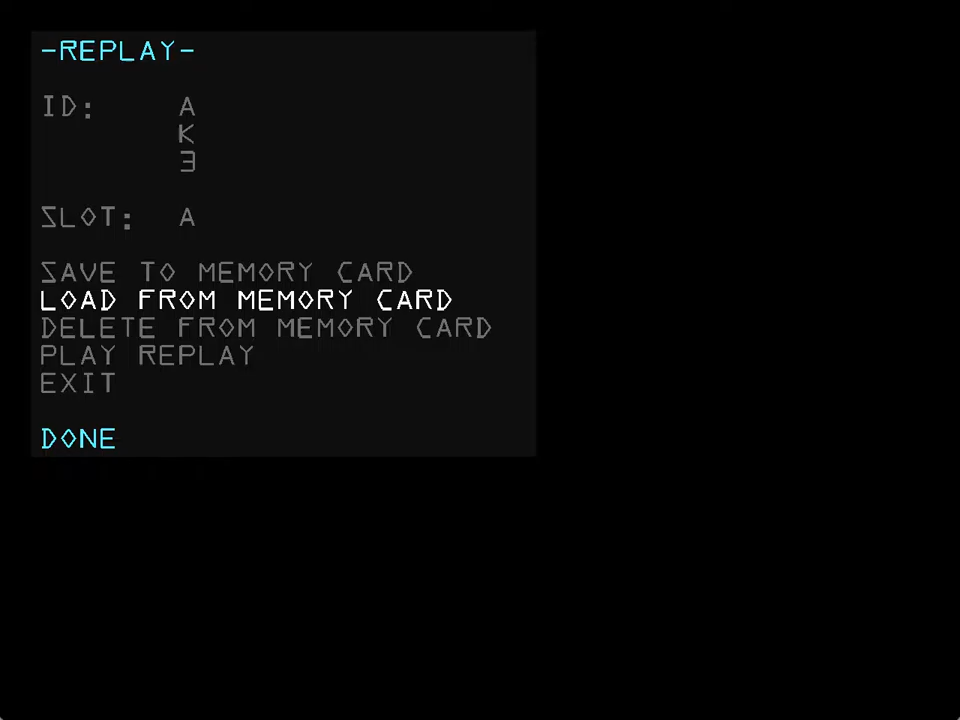 -REPLAY-
ID: A
K
3
SLOT: A
SAVE TO MEMORY CARD
LOAD FROM MEMORY CARD
DELETE FROM MEMORY CARD
PLAY REPLAY
EXIT
DONE